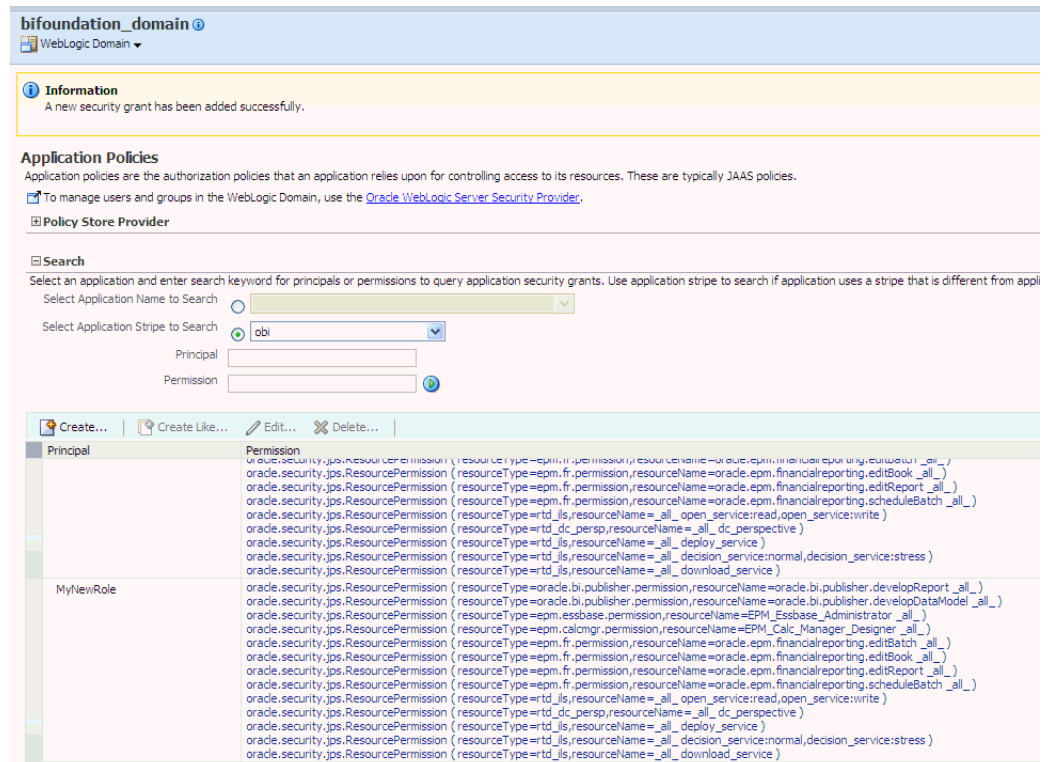 bifoundation_domain
WebLogic Domain
Information
A new security grant has been added successfully.
Application Policies
Application policies are the authorization policies that an application relies upon for controlling access to its resources. These are typically JAAS policies.
To manage users and groups in the WebLogic Domain, use the Oracle WebLogic Server Security Provider.
Policy Store Provider
Search
Select an application and enter search keyword for principals or permissions to query application security grants. Use application stripe to search if application uses a stripe that is different from appli
Select Application Name to Search
Select Application Stripe to Search obi
Principal
Permission
Create... Create Like... Edit... Delete...
Principal Permission
oracle.security.jps.ResourcePermission ( resourceType=epm.fr.permission,resourceName=oracle.epm.financialreporting.editBatch _all_ )
oracle.security.jps.ResourcePermission ( resourceType=epm.fr.permission,resourceName=oracle.epm.financialreporting.editBook _all_ )
oracle.security.jps.ResourcePermission ( resourceType=epm.fr.permission,resourceName=oracle.epm.financialreporting.editReport _all_ )
oracle.security.jps.ResourcePermission ( resourceType=epm.fr.permission,resourceName=oracle.epm.financialreporting.scheduleBatch _all_ )
oracle.security.jps.ResourcePermission ( resourceType=rtd_ils,resourceName=_all_ open_service:read,open_service:write )
oracle.security.jps.ResourcePermission ( resourceType=rtd_dc_persp,resourceName=_all_ dc_perspective )
oracle.security.jps.ResourcePermission ( resourceType=rtd_ils,resourceName=_all_ deploy_service )
oracle.security.jps.ResourcePermission ( resourceType=rtd_ils,resourceName=_all_ decision_service:normal,decision_service:stress )
oracle.security.jps.ResourcePermission ( resourceType=rtd_ils,resourceName=_all_ download_service )
MyNewRole oracle.security.jps.ResourcePermission ( resourceType=oracle.bi.publisher.permission,resourceName=oracle.bi.publisher.developReport _all_ )
oracle.security.jps.ResourcePermission ( resourceType=oracle.bi.publisher.permission,resourceName=oracle.bi.publisher.developDataModel _all_ )
oracle.security.jps.ResourcePermission ( resourceType=epm.essbase.permission,resourceName=EPM_Essbase_Administrator _all_ )
oracle.security.jps.ResourcePermission ( resourceType=epm.calcmgr.permission,resourceName=EPM_Calc_Manager_Designer _all_ )
oracle.security.jps.ResourcePermission ( resourceType=epm.fr.permission,resourceName=oracle.epm.financialreporting.editBatch _all_ )
oracle.security.jps.ResourcePermission ( resourceType=epm.fr.permission,resourceName=oracle.epm.financialreporting.editBook _all_ )
oracle.security.jps.ResourcePermission ( resourceType=epm.fr.permission,resourceName=oracle.epm.financialreporting.editReport _all_ )
oracle.security.jps.ResourcePermission ( resourceType=epm.fr.permission,resourceName=oracle.epm.financialreporting.scheduleBatch _all_ )
oracle.security.jps.ResourcePermission ( resourceType=rtd_ils,resourceName=_all_ open_service:read,open_service:write )
oracle.security.jps.ResourcePermission ( resourceType=rtd_dc_persp,resourceName=_all_ dc_perspective )
oracle.security.jps.ResourcePermission ( resourceType=rtd_ils,resourceName=_all_ deploy_service )
oracle.security.jps.ResourcePermission ( resourceType=rtd_ils,resourceName=_all_ decision_service:normal,decision_service:stress )
oracle.security.jps.ResourcePermission ( resourceType=rtd_ils,resourceName=_all_ download_service )